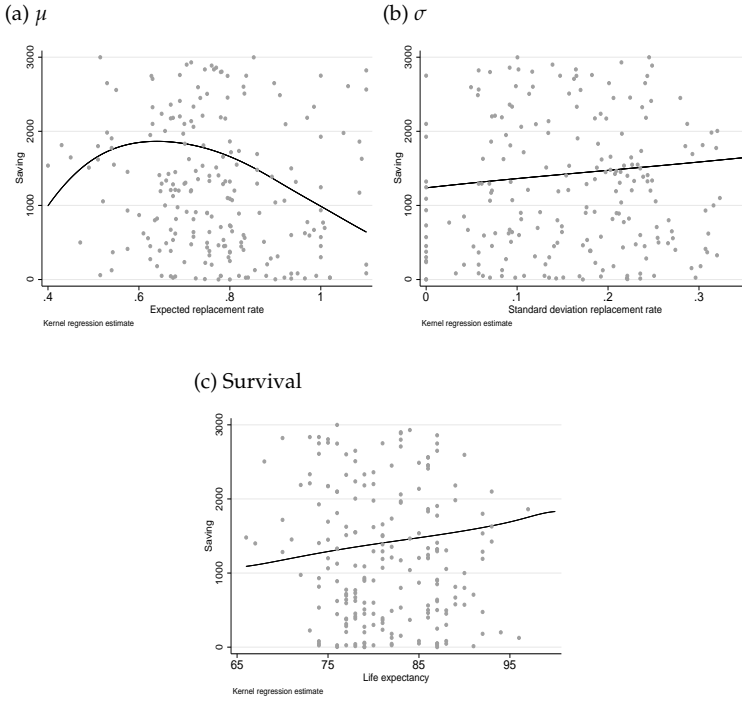 (a) μ
3000
2000
Saving
1000
0
.4 .6 .8 1
Expected replacement rate
Kernel regression estimate
(b) σ
3000
2000
Saving
1000
0
0 .1 .2 .3
Standard deviation replacement rate
Kernel regression estimate
(c) Survival
3000
2000
Saving
1000
0
65 75 85 95
Life expectancy
Kernel regression estimate